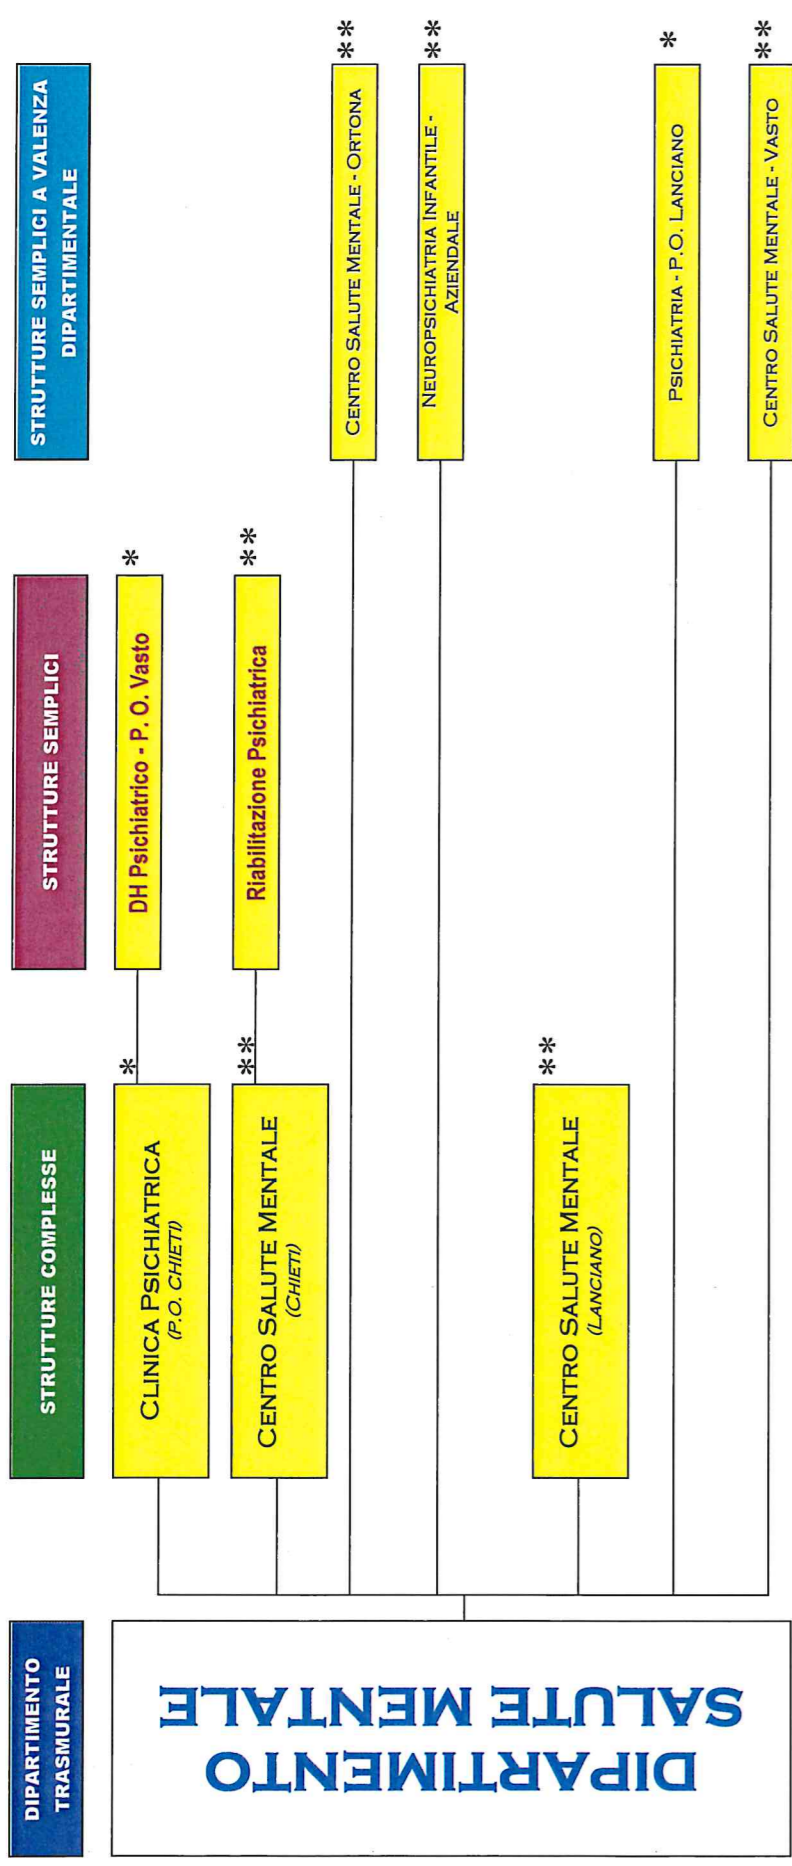 DIPARTIMENTO
TRASMURALE
STRUTTURE COMPLESSE
STRUTTURE SEMPLICI
STRUTTURE SEMPLICI A VALENZA
DIPARTIMENTALE
DIPARTIMENTO
SALUTE MENTALE
CLINICA PSICHIATRICA
(P.O. CHIETI)
*
DH Psichiatrico - P. O. Vasto
*
CENTRO SALUTE MENTALE
(CHIETI)
**
Riabilitazione Psichiatrica
**
CENTRO SALUTE MENTALE - ORTONA
**
NEUROPSICHIATRIA INFANTILE -
AZIENDALE
**
CENTRO SALUTE MENTALE
(LANCIANO)
**
PSICHIATRIA - P.O. LANCIANO
*
CENTRO SALUTE MENTALE - VASTO
**